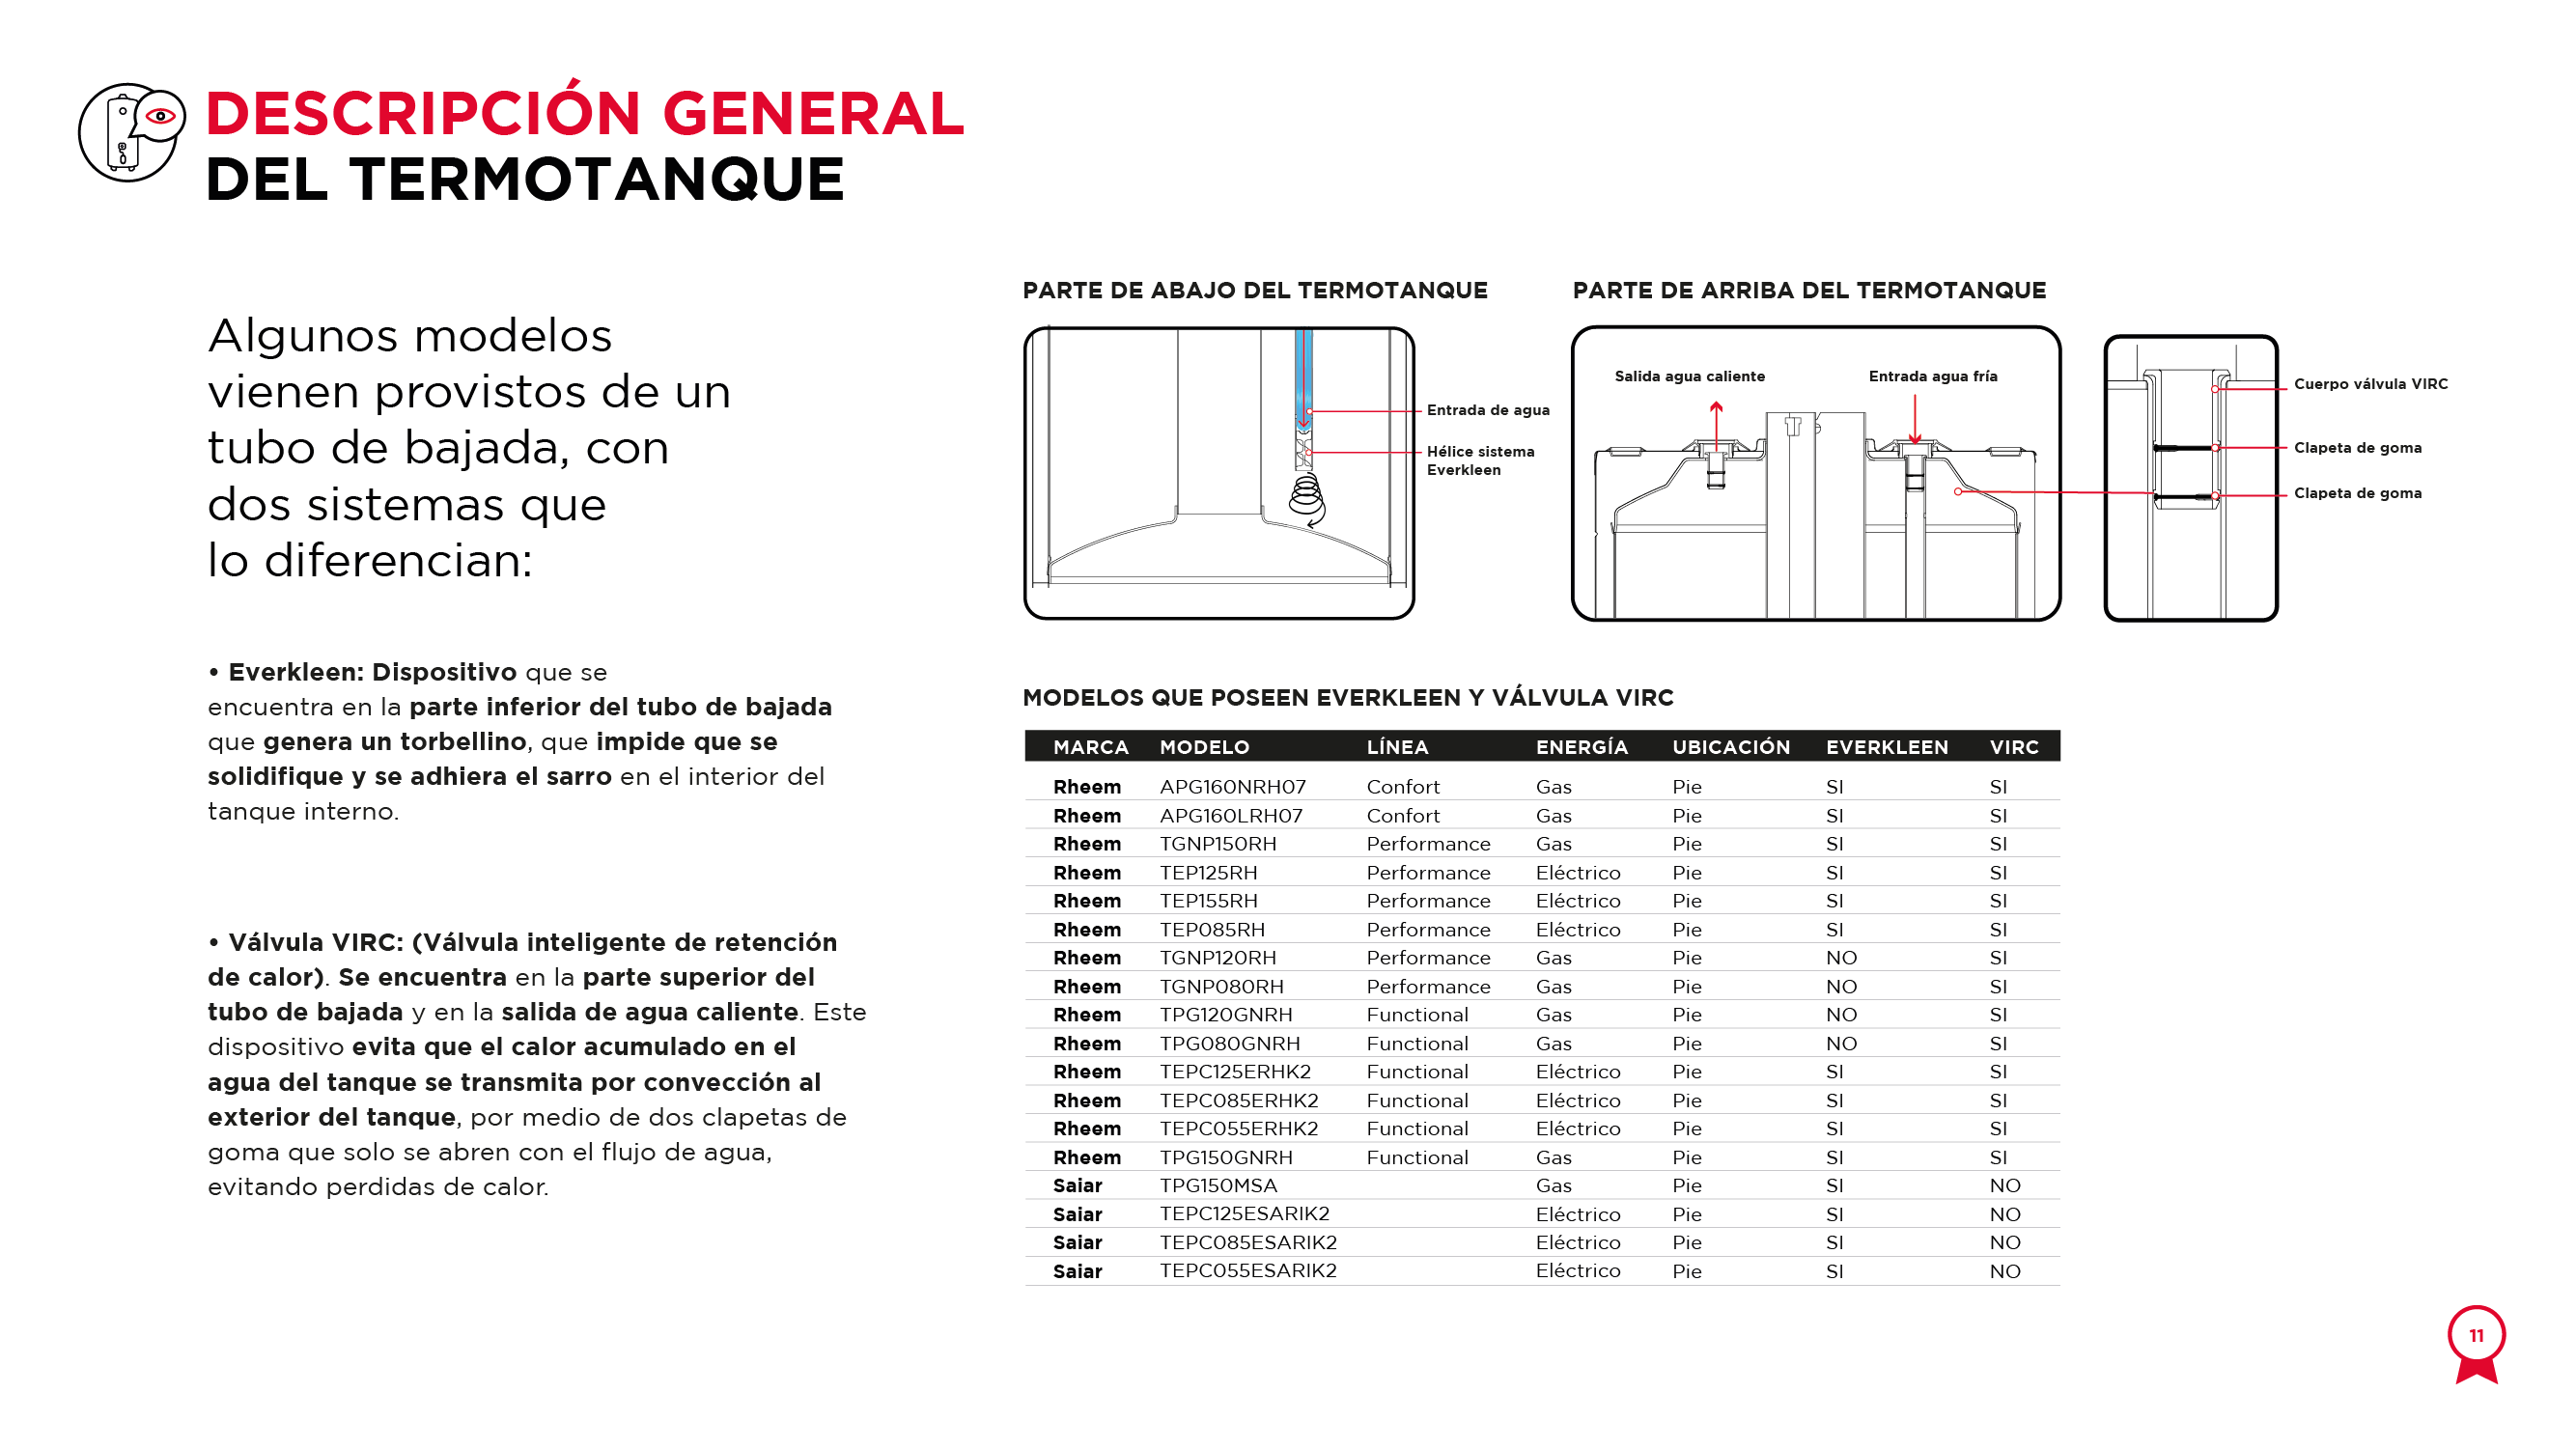 DESCRIPCIÓN GENERAL
DEL TERMOTANQUE
Algunos modelos
vienen provistos de un
tubo de bajada, con
dos sistemas que
lo diferencian:
• Everkleen: Dispositivo que se
encuentra en la parte inferior del tubo de bajada
que genera un torbellino, que impide que se
solidifique y se adhiera el sarro en el interior del
tanque interno.
• Válvula VIRC: (Válvula inteligente de retención
de calor). Se encuentra en la parte superior del
tubo de bajada y en la salida de agua caliente. Este
dispositivo evita que el calor acumulado en el
agua del tanque se transmita por convección al
exterior del tanque, por medio de dos clapetas de
goma que solo se abren con el flujo de agua,
evitando perdidas de calor.
PARTE DE ABAJO DEL TERMOTANQUE
Entrada de agua
Hélice sistema
Everkleen
PARTE DE ARRIBA DEL TERMOTANQUE
Salida agua caliente
Entrada agua fría
Cuerpo válvula VIRC
Clapeta de goma
Clapeta de goma
MODELOS QUE POSEEN EVERKLEEN Y VÁLVULA VIRC
MARCA MODELO LÍNEA ENERGÍA UBICACIÓN EVERKLEEN VIRC
Rheem APG160NRH07 Confort Gas Pie SI SI
Rheem APG160LRH07 Confort Gas Pie SI SI
Rheem TGNP150RH Performance Gas Pie SI SI
Rheem TEP125RH Performance Eléctrico Pie SI SI
Rheem TEP155RH Performance Eléctrico Pie SI SI
Rheem TEP085RH Performance Eléctrico Pie SI SI
Rheem TGNP120RH Performance Gas Pie NO SI
Rheem TGNP080RH Performance Gas Pie NO SI
Rheem TPG120GNRH Functional Gas Pie NO SI
Rheem TPG080GNRH Functional Gas Pie NO SI
Rheem TEPC125ERHK2 Functional Eléctrico Pie SI SI
Rheem TEPC085ERHK2 Functional Eléctrico Pie SI SI
Rheem TEPC055ERHK2 Functional Eléctrico Pie SI SI
Rheem TPG150GNRH Functional Gas Pie SI SI
Saiar TPG150MSA Gas Pie SI NO
Saiar TEPC125ESARIK2 Eléctrico Pie SI NO
Saiar TEPC085ESARIK2 Eléctrico Pie SI NO
Saiar TEPC055ESARIK2 Eléctrico Pie SI NO
11